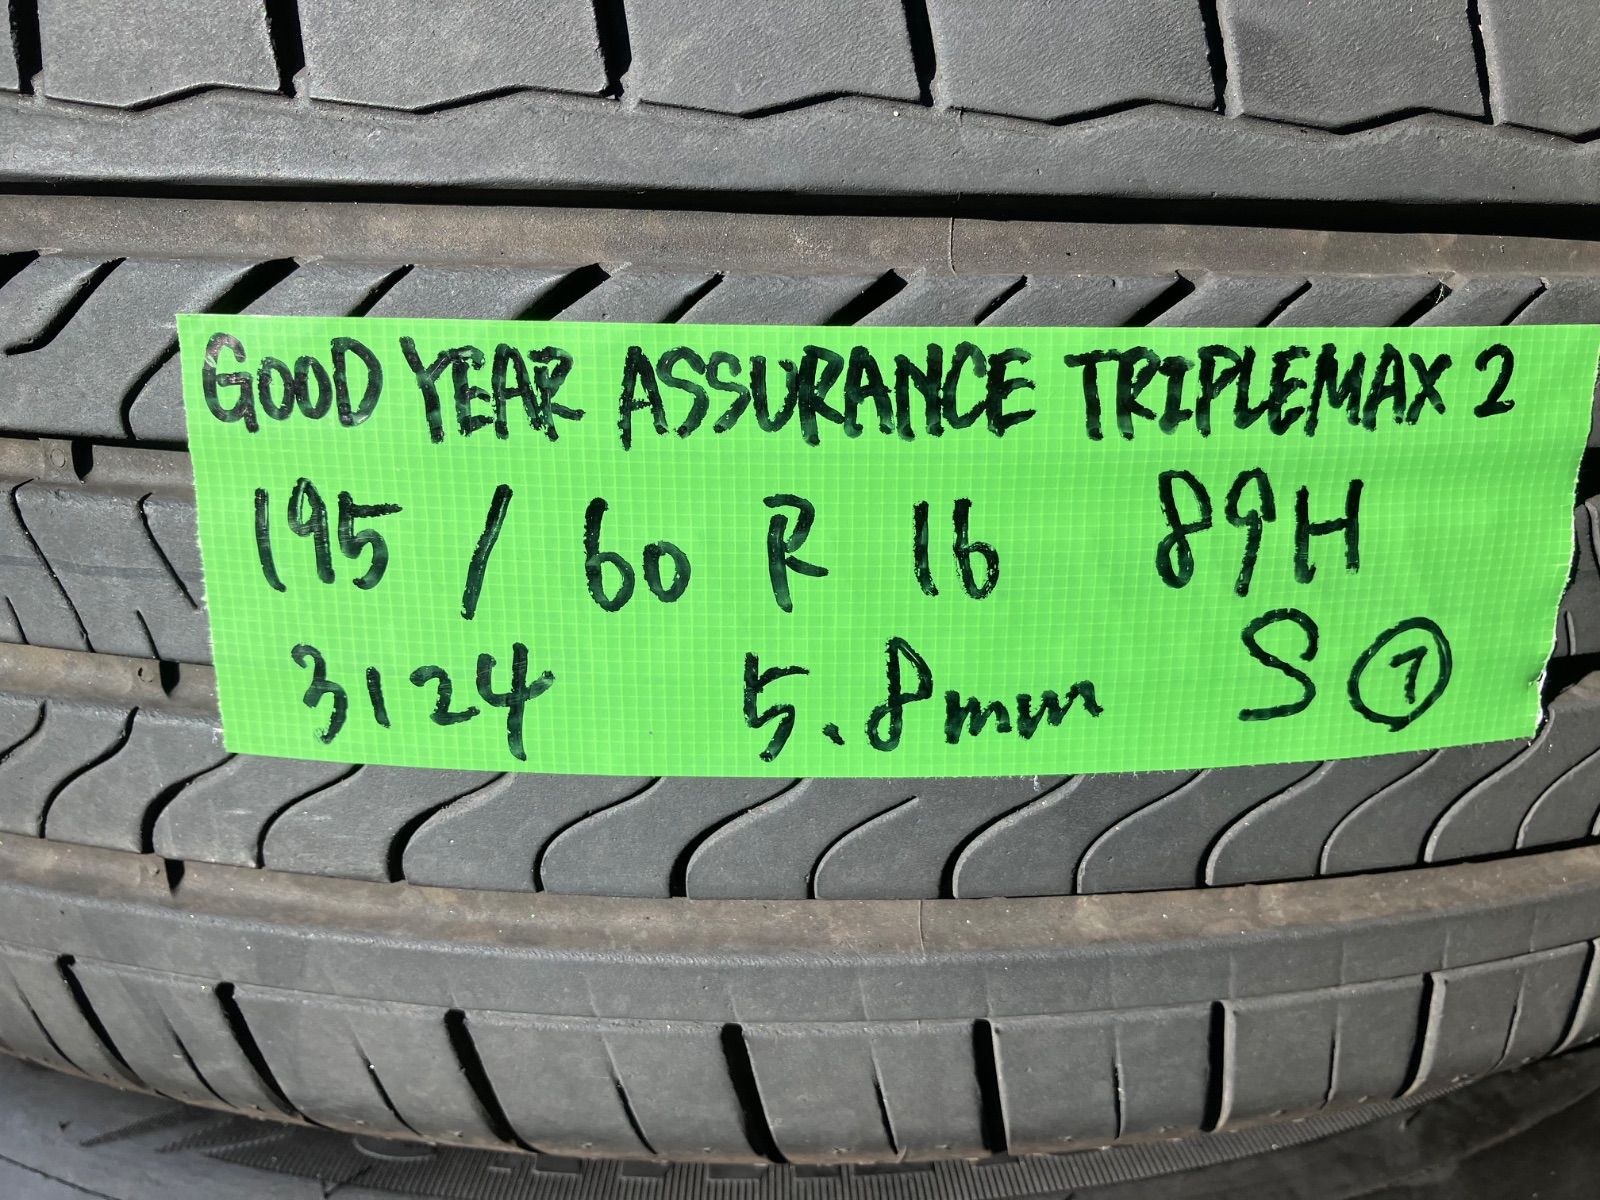 GOOD YEAR ASSURANCE TRIPLEMAX 2
195 / 60 R 16 89H
3124 5.8mm S ⑦